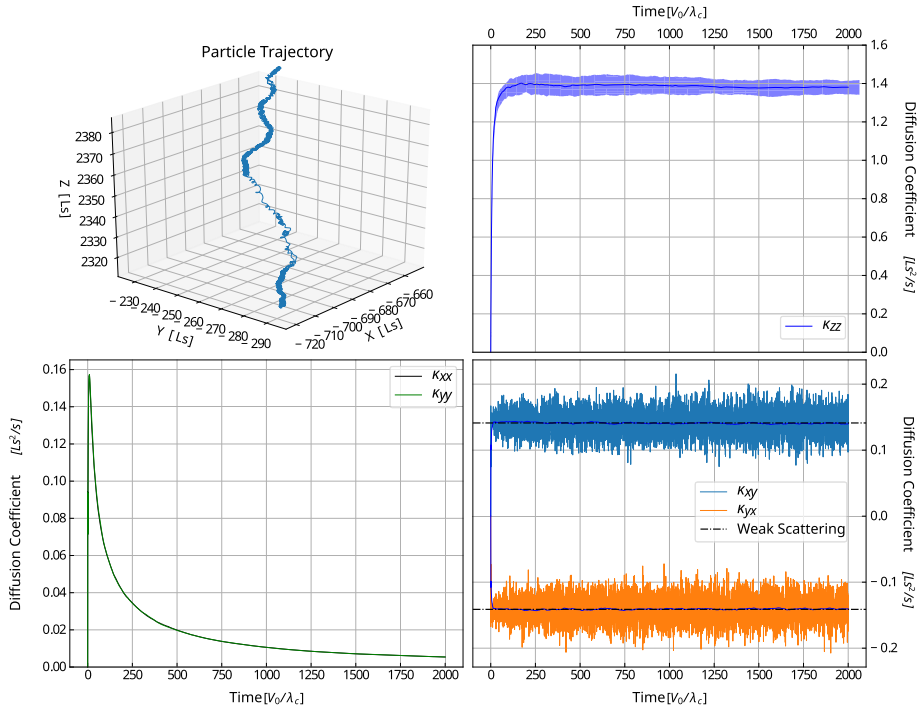 Particle Trajectory
2380
2370
2360
2350
2340
2330
2320
Z [Ls]
−230
−240
−250
−260
−270
−280
−290
Y [Ls]
−720
−710
−700
−690
−680
−670
−660
X [Ls]
Time[V₀/λ_c]
0 250 500 750 1000 1250 1500 1750 2000
1.6
1.4
1.2
1.0
0.8
0.6
0.4
0.2
0.0
Diffusion Coefficient [Ls²/s]
κZZ
0.16
0.14
0.12
0.10
0.08
0.06
0.04
0.02
0.00
Diffusion Coefficient [Ls²/s]
κXX
κyy
0 250 500 750 1000 1250 1500 1750 2000
Time[V₀/λ_c]
0.2
0.1
0.0
−0.1
−0.2
Diffusion Coefficient [Ls²/s]
κXy
κyX
Weak Scattering
0 250 500 750 1000 1250 1500 1750 2000
Time[V₀/λ_c]